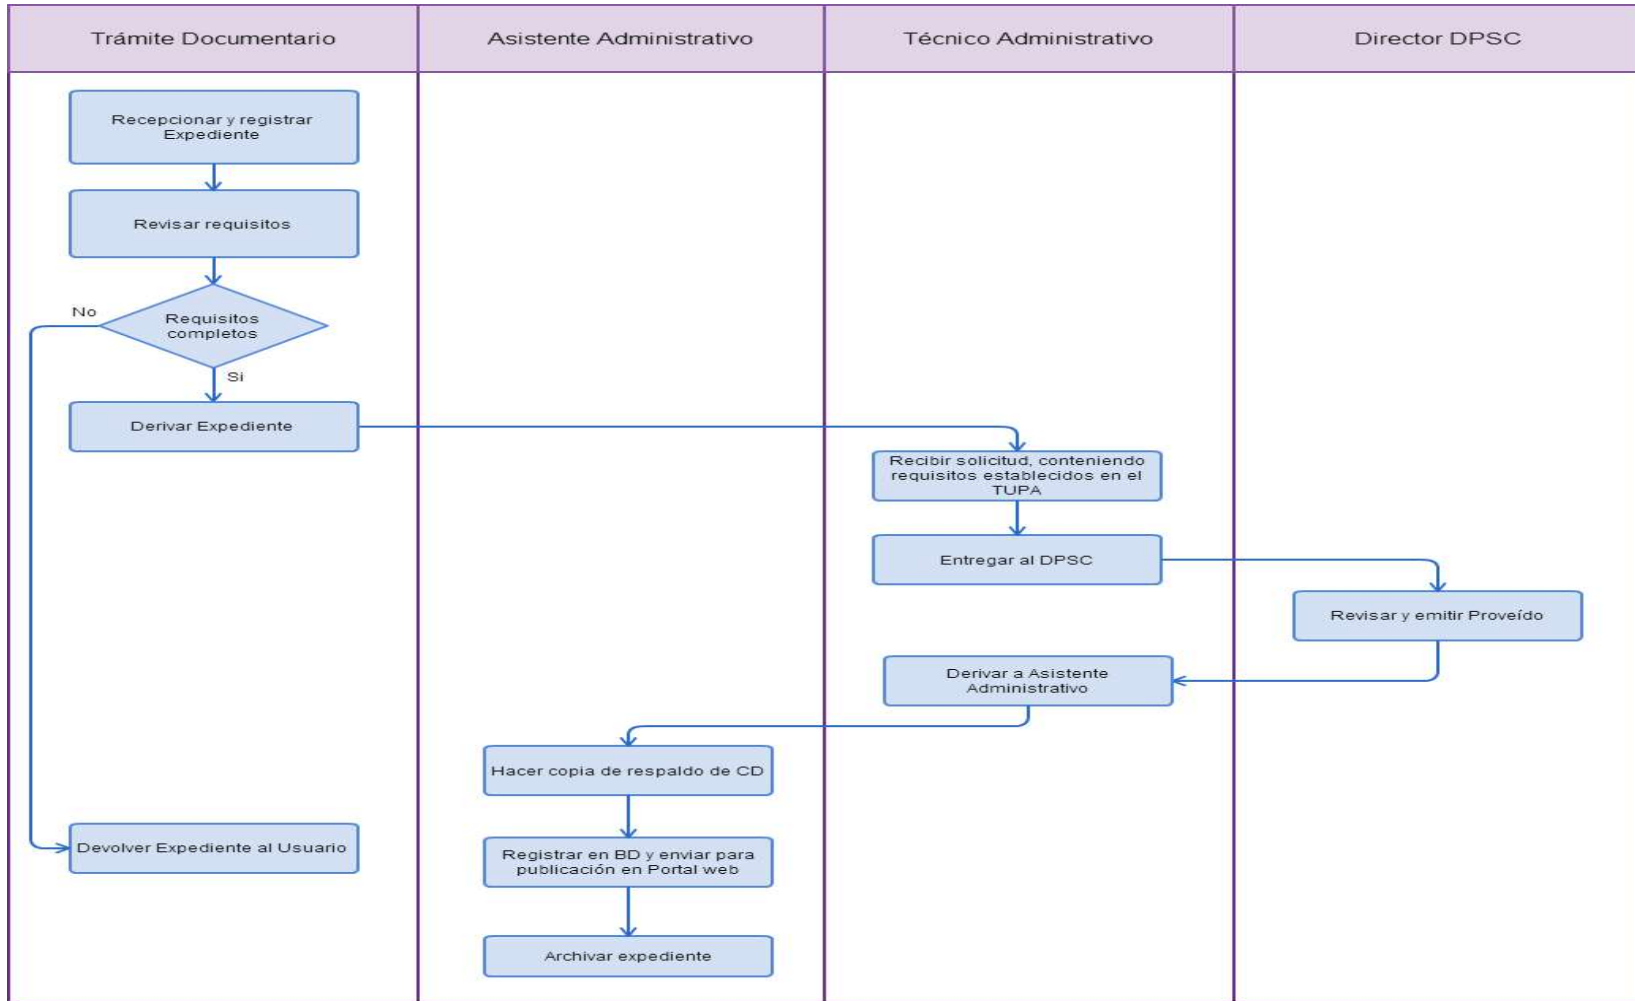 Trámite Documentario
Asistente Administrativo
Técnico Administrativo
Director DPSC
Recepcionar y registrar
Expediente
Revisar requisitos
No
Requisitos
completos
Si
Derivar Expediente
Recibir solicitud, conteniendo
requisitos establecidos en el
TUPA
Entregar al DPSC
Revisar y emitir Proveído
Derivar a Asistente
Administrativo
Hacer copia de respaldo de CD
Devolver Expediente al Usuario
Registrar en BD y enviar para
publicación en Portal web
Archivar expediente